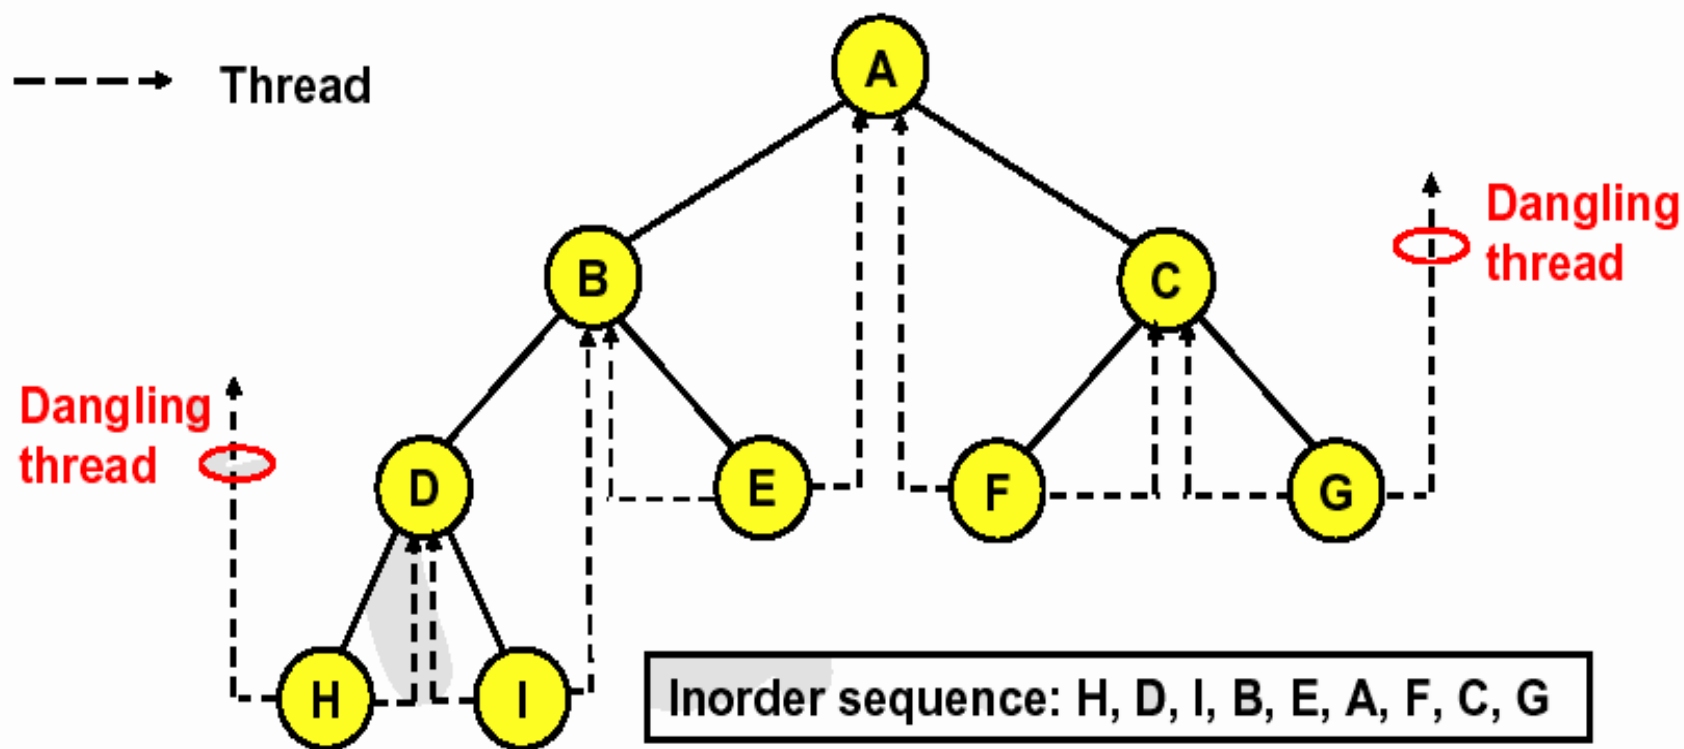 Thread
A
Dangling
thread
B
C
Dangling
thread
D
E
F
G
H
I
Inorder sequence: H, D, I, B, E, A, F, C, G